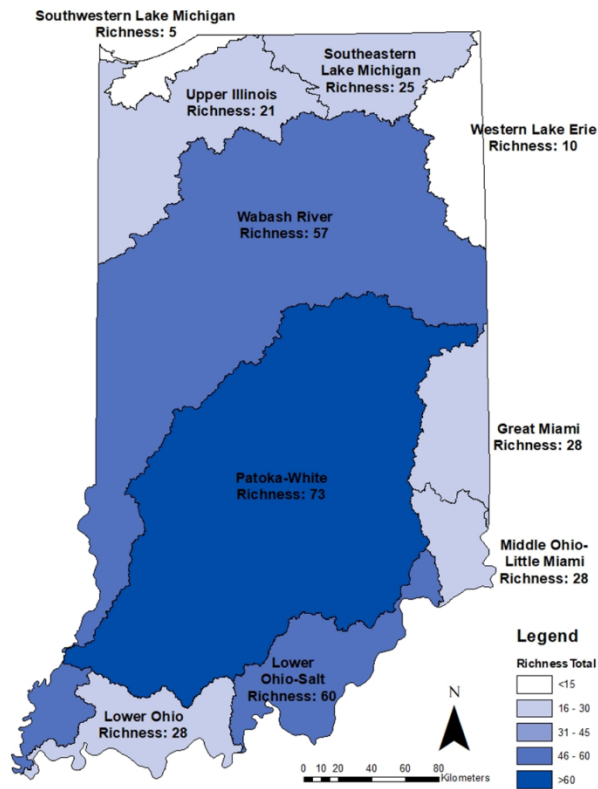 Southwestern Lake Michigan
Richness: 5
Southeastern
Lake Michigan
Richness: 25
Upper Illinois
Richness: 21
Western Lake Erie
Richness: 10
Wabash River
Richness: 57
Great Miami
Richness: 28
Patoka-White
Richness: 73
Middle Ohio-
Little Miami
Richness: 28
Lower
Ohio-Salt
Richness: 60
Lower Ohio
Richness: 28
Legend
Richness Total
<15
16 - 30
31 - 45
46 - 60
>60
N
0 10 20 40 60 80
Kilometers